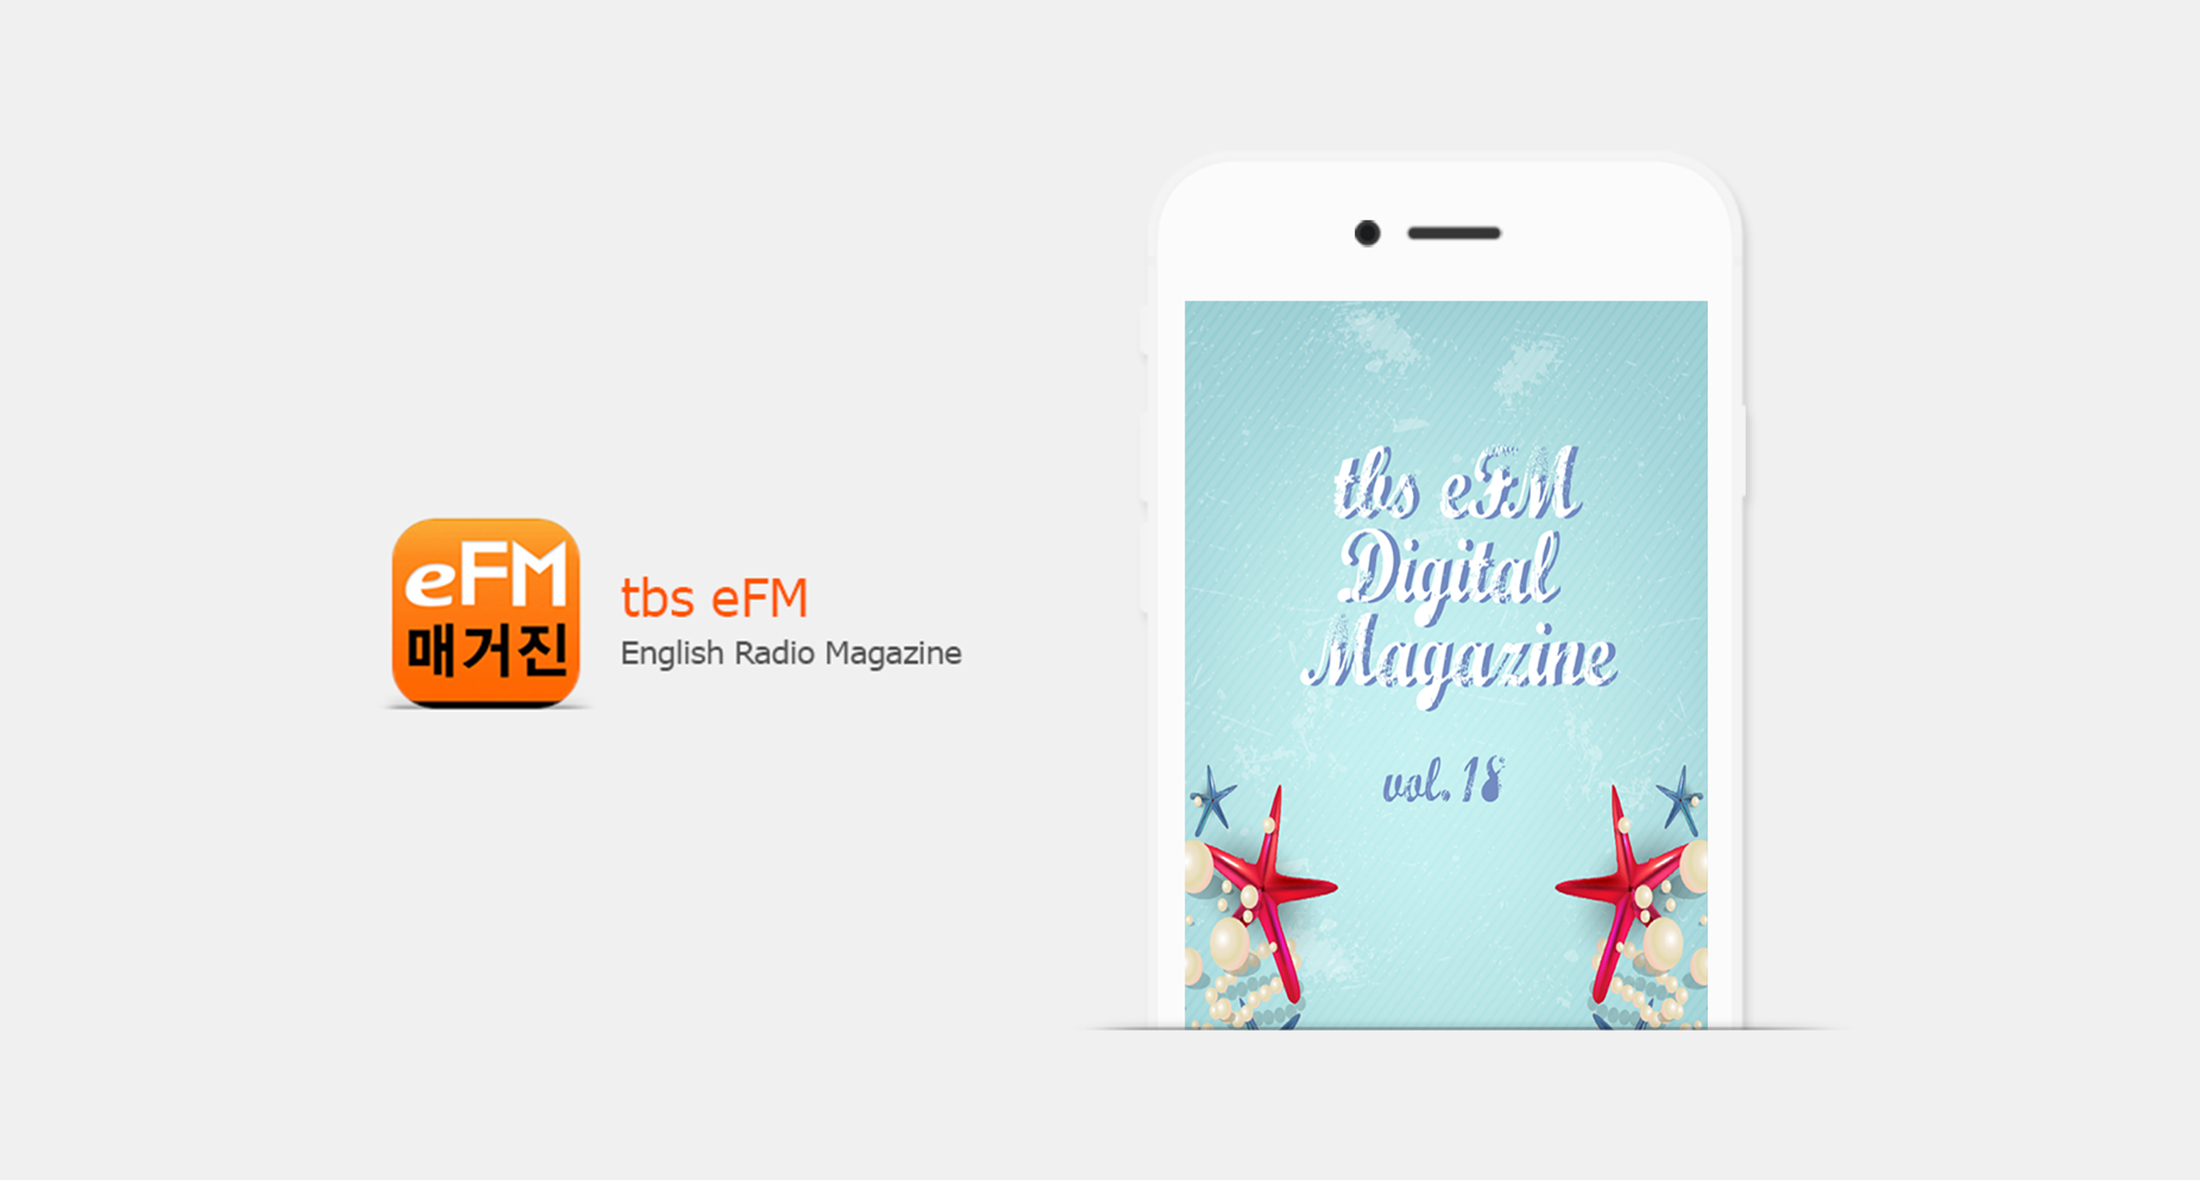 eFM
매거진
tbs eFM
English Radio Magazine
tbs eFM
Digital
Magazine
vol. 18